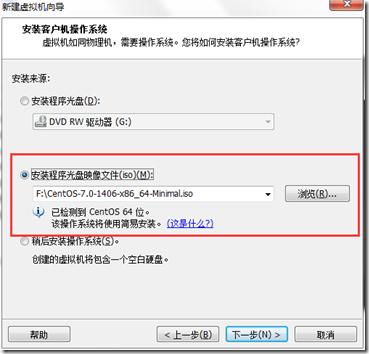 新建虚拟机向导
安装客户机操作系统
虚拟机如同物理机，需要操作系统。您将如何安装客户机操作系统?
安装来源:
安装程序光盘(D):
DVD RW 驱动器 (G:)
安装程序光盘映像文件(iso)(M):
F:\CentOS-7.0-1406-x86_64-Minimal.iso
浏览(R)...
已检测到 CentOS 64 位。
该操作系统将使用简易安装。 (这是什么?)
稍后安装操作系统(S)。
创建的虚拟机将包含一个空白硬盘。
帮助 < 上一步(B) 下一步(N) > 取消